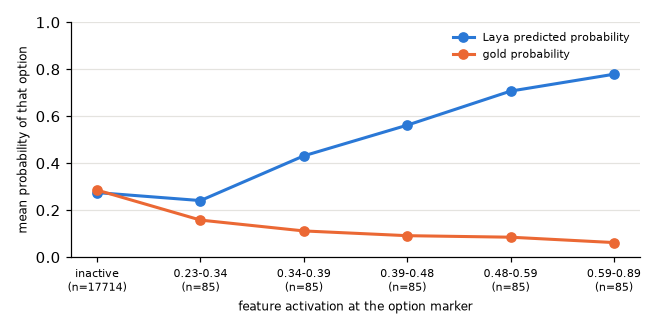 1.0
0.8
0.6
0.4
0.2
0.0
mean probability of that option
Laya predicted probability
gold probability
inactive
(n=17714)
0.23-0.34
(n=85)
0.34-0.39
(n=85)
0.39-0.48
(n=85)
0.48-0.59
(n=85)
0.59-0.89
(n=85)
feature activation at the option marker